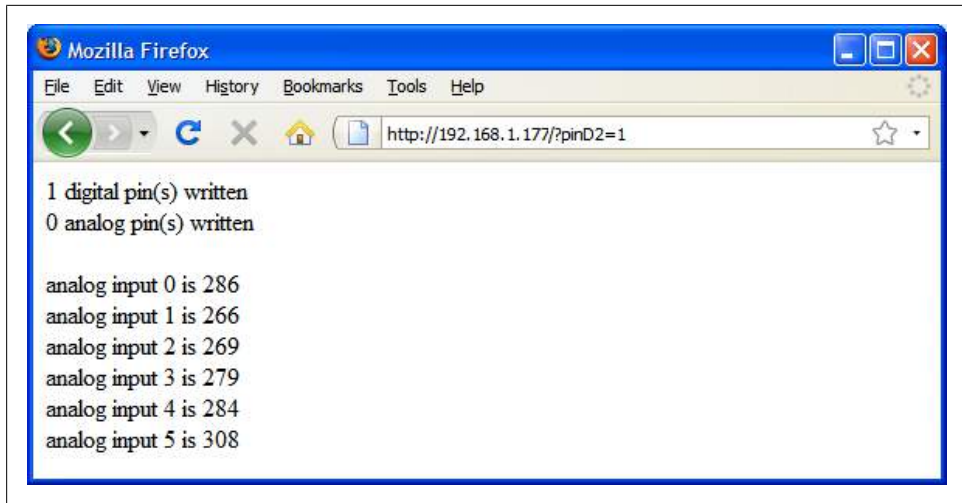 Mozilla Firefox
File Edit View History Bookmarks Tools Help
http://192.168.1.177/?pinD2=1
1 digital pin(s) written
0 analog pin(s) written
analog input 0 is 286
analog input 1 is 266
analog input 2 is 269
analog input 3 is 279
analog input 4 is 284
analog input 5 is 308